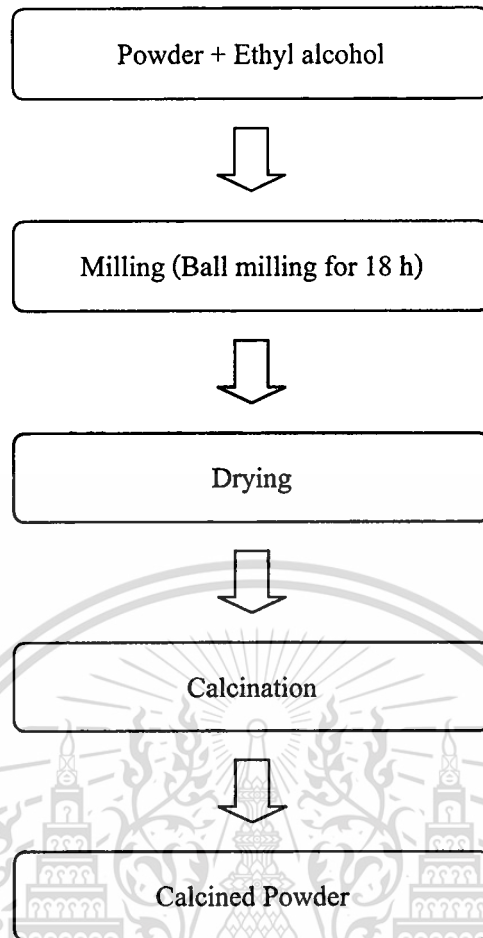 Powder + Ethyl alcohol
Milling (Ball milling for 18 h)
Drying
Calcination
Calcined Powder